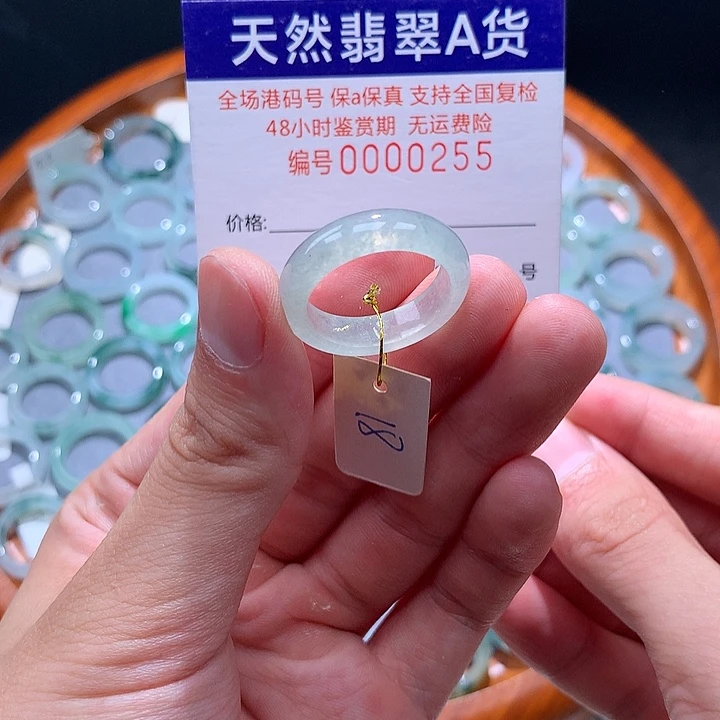 天然翡翠A货
全场港码号 保a保真 支持全国复检
48小时鉴赏期 无运费险
编号0000255
价格:
号
18